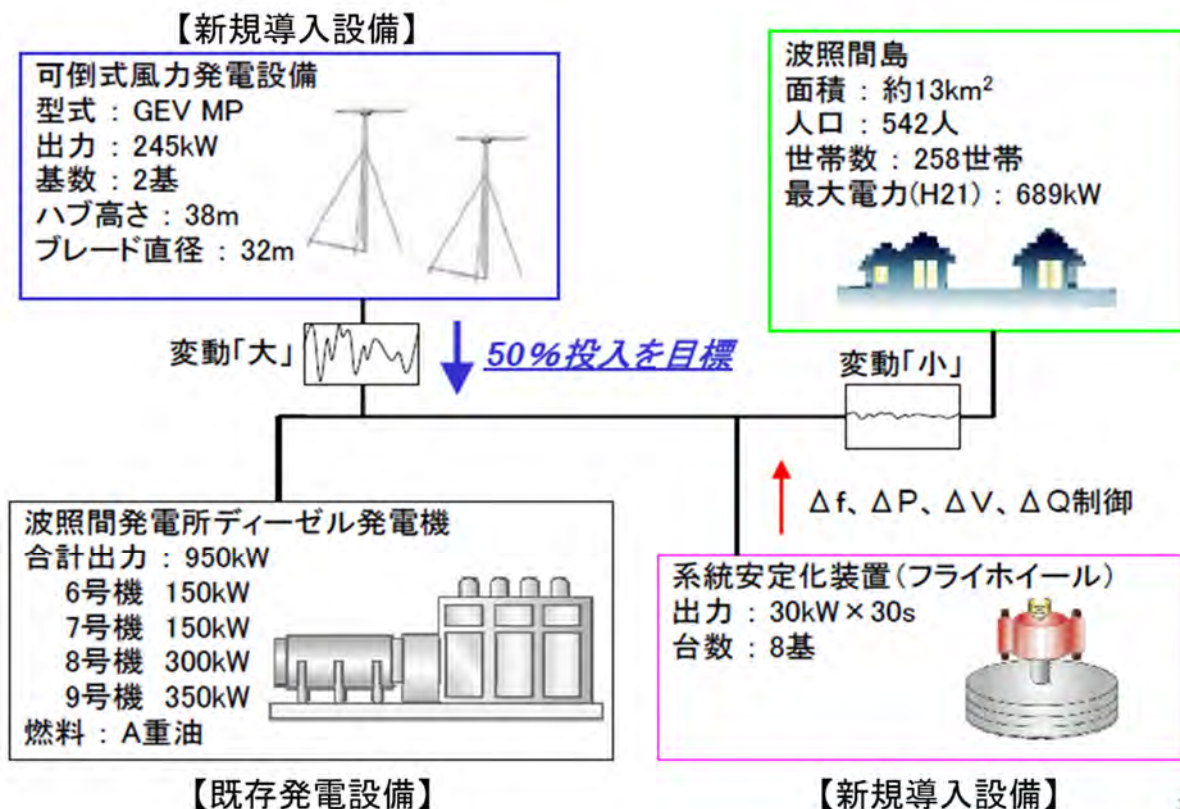 【新規導入設備】
可倒式風力発電設備
型式：GEV MP
出力：245kW
基数：2基
ハブ高さ：38m
ブレード直径：32m
波照間島
面積：約13km²
人口：542人
世帯数：258世帯
最大電力(H21)：689kW
変動「大」
50％投入を目標
変動「小」
Δf、ΔP、ΔV、ΔQ制御
波照間発電所ディーゼル発電機
合計出力：950kW
6号機 150kW
7号機 150kW
8号機 300kW
9号機 350kW
燃料：A重油
【既存発電設備】
系統安定化装置(フライホイール)
出力：30kW×30s
台数：8基
【新規導入設備】